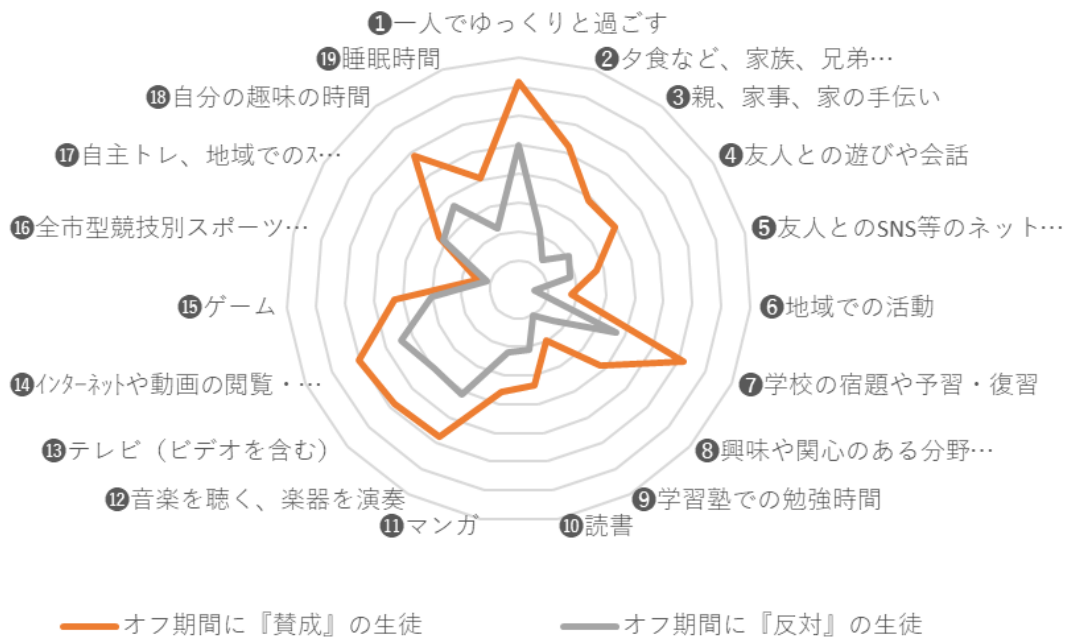 ❶一人でゆっくりと過ごす
❷夕食など、家族、兄弟…
❸親、家事、家の手伝い
❹友人との遊びや会話
❺友人とのSNS等のネット…
❻地域での活動
❼学校の宿題や予習・復習
❽興味や関心のある分野…
❾学習塾での勉強時間
❿読書
⓫マンガ
⓬音楽を聴く、楽器を演奏
⓭テレビ（ビデオを含む）
⓮ｲﾝﾀｰﾈｯﾄや動画の閲覧・…
⓯ゲーム
⓰全市型競技別スポーツ…
⓱自主トレ、地域でのｽ…
⓲自分の趣味の時間
⓳睡眠時間
オフ期間に『賛成』の生徒
オフ期間に『反対』の生徒